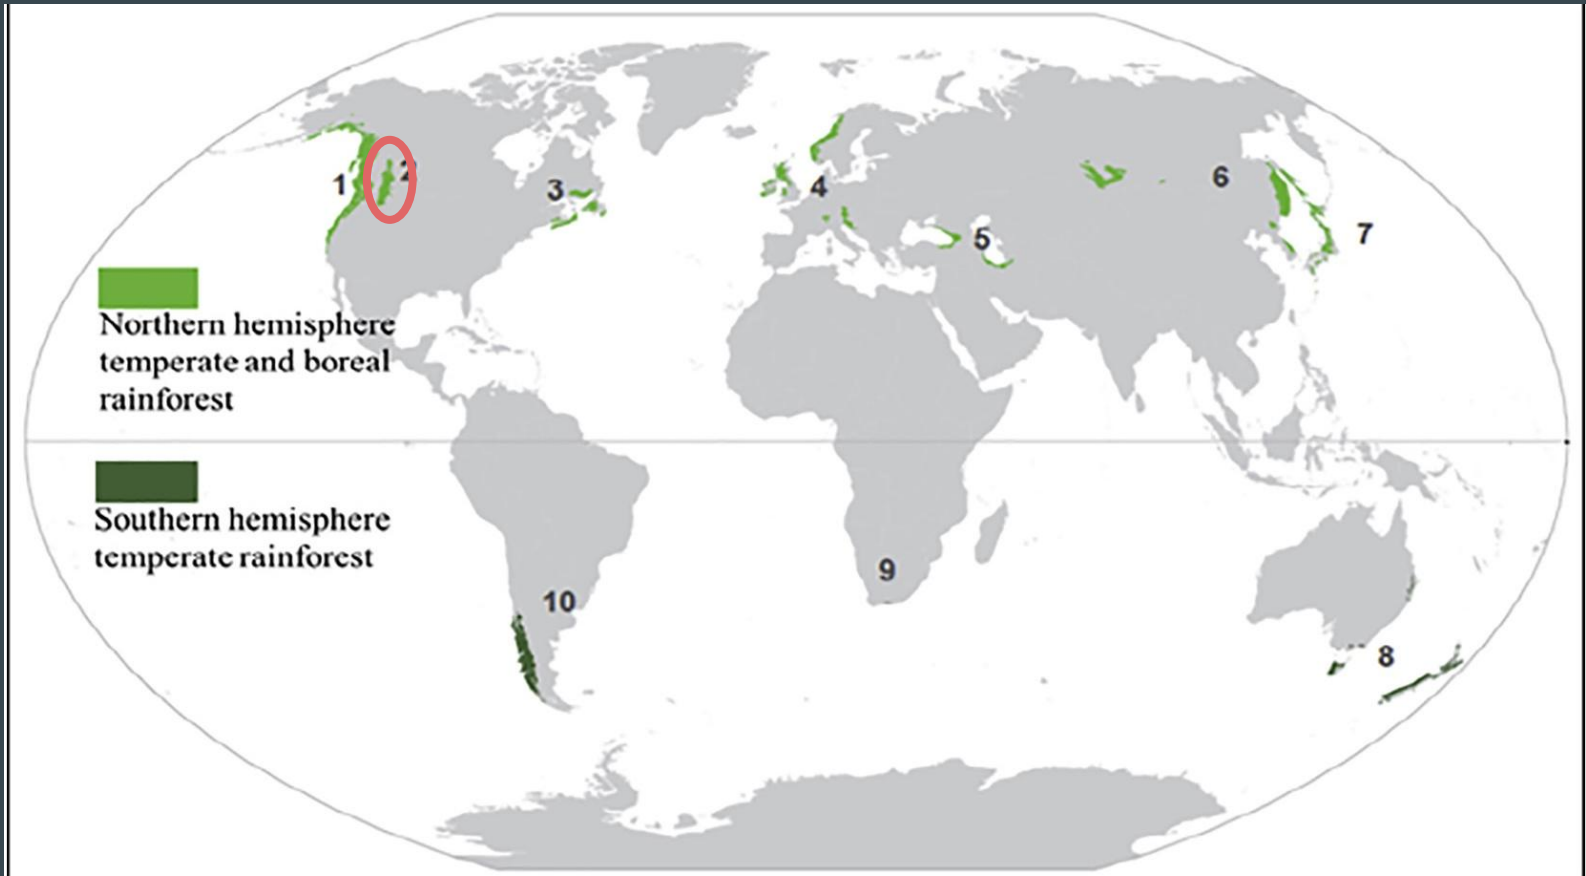 1
2
3
4
5
6
7
Northern hemisphere
temperate and boreal
rainforest
Southern hemisphere
temperate rainforest
8
9
10